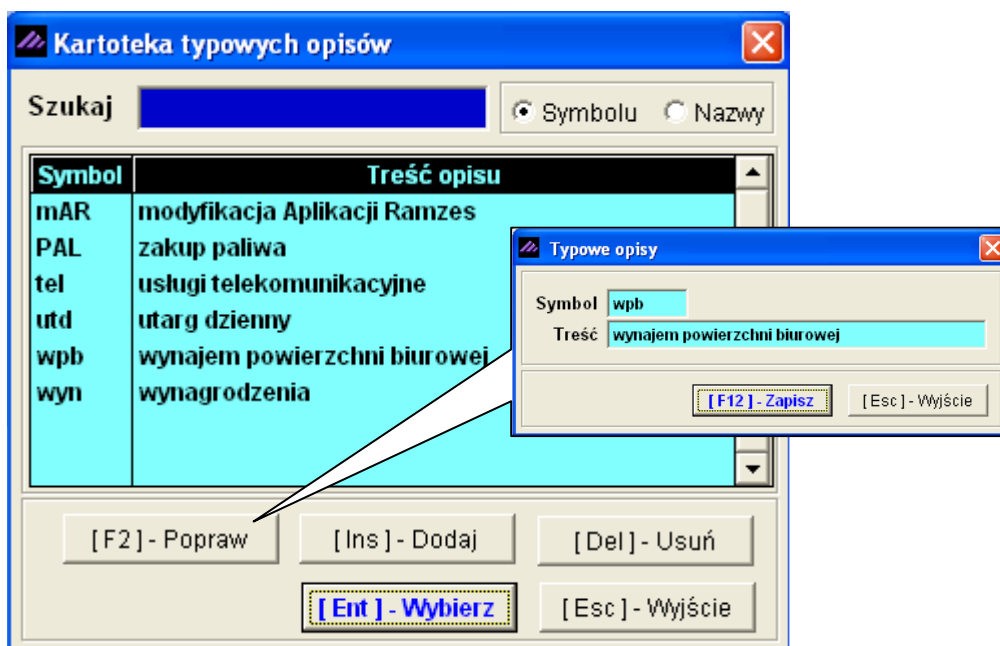 Kartoteka typowych opisów
Szukaj Symbolu Nazwy
Symbol Treść opisu
mAR modyfikacja Aplikacji Ramzes
PAL zakup paliwa
tel usługi telekomunikacyjne
utd utarg dzienny
wpb wynajem powierzchni biurowej
wyn wynagrodzenia
[ F2 ] - Popraw [ Ins ] - Dodaj [ Del ] - Usuń
[ Ent ] - Wybierz [ Esc ] - Wyjście
Typowe opisy
Symbol wpb
Treść wynajem powierzchni biurowej
[ F12 ] - Zapisz [ Esc ] - Wyjście